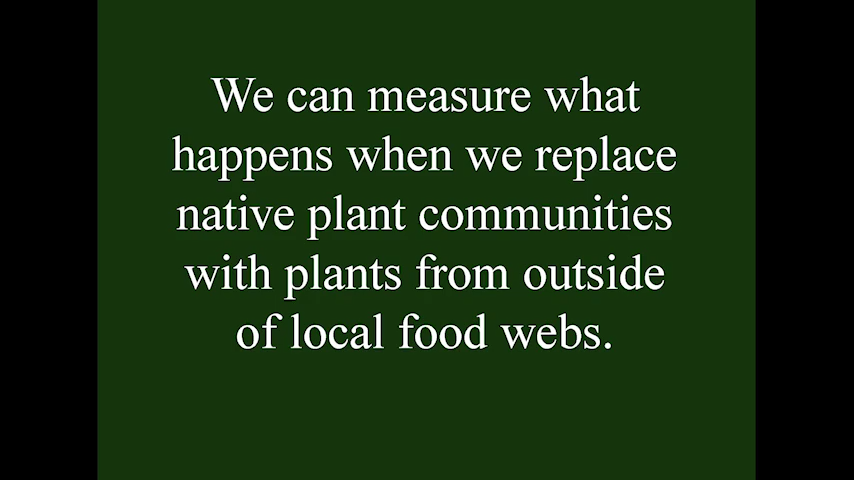 We can measure what
happens when we replace
native plant communities
with plants from outside
of local food webs.